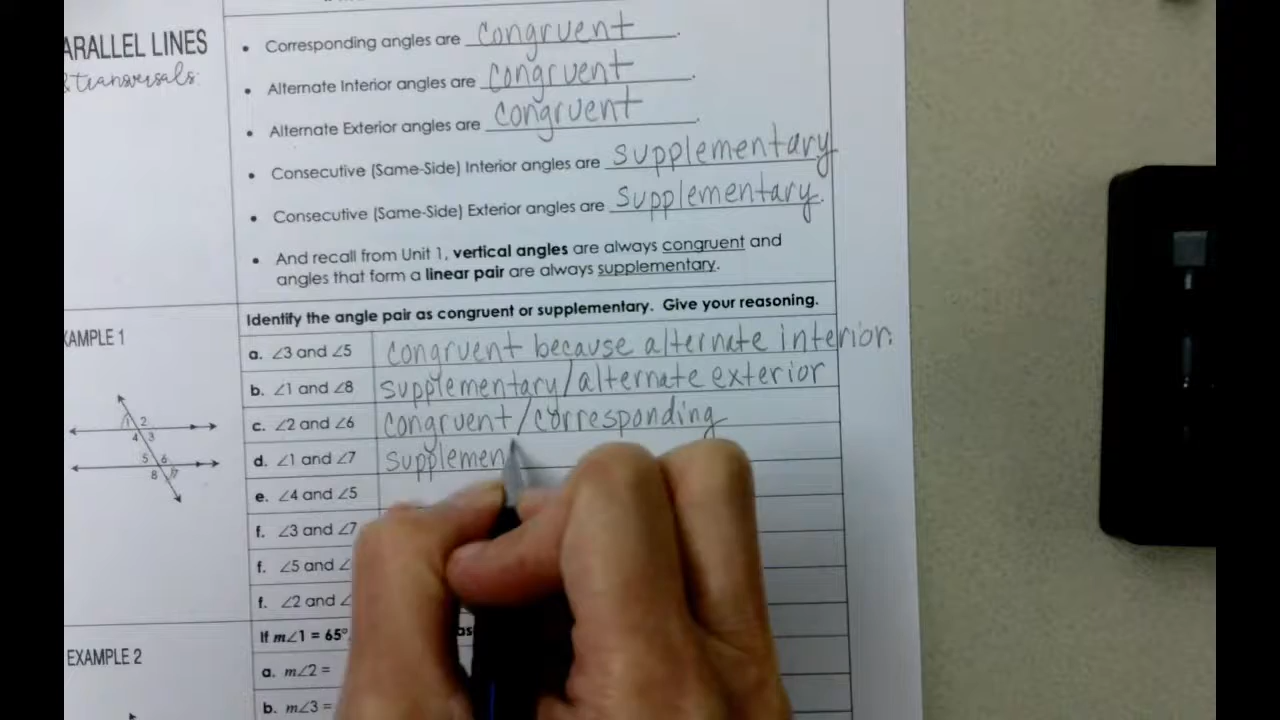 ARALLEL LINES
& transversals
• Corresponding angles are congruent.
• Alternate Interior angles are congruent.
• Alternate Exterior angles are congruent.
• Consecutive (Same-Side) Interior angles are supplementary
• Consecutive (Same-Side) Exterior angles are supplementary.
• And recall from Unit 1, vertical angles are always congruent and
angles that form a linear pair are always supplementary.
XAMPLE 1
Identify the angle pair as congruent or supplementary. Give your reasoning.
a. ∠3 and ∠5 congruent because alternate interior.
b. ∠1 and ∠8 supplementary/alternate exterior
c. ∠2 and ∠6 congruent/corresponding
d. ∠1 and ∠7 supplemen
e. ∠4 and ∠5
f. ∠3 and ∠7
f. ∠5 and ∠
f. ∠2 and ∠
1 2
4 3
5 6
8 7
If m∠1 = 65° as
EXAMPLE 2
a. m∠2 =
b. m∠3 =